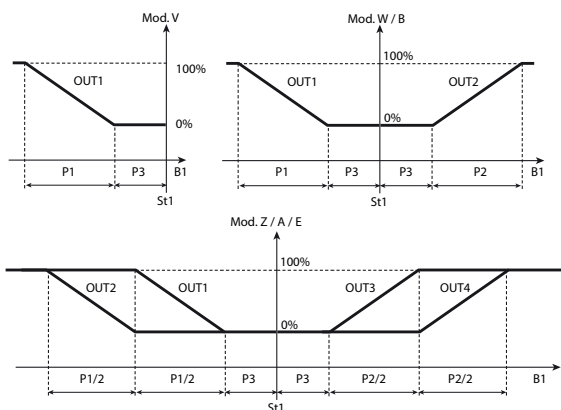 Mod. V
100%
OUT1
0%
P1 P3 B1
St1
Mod. W / B
100%
OUT1 OUT2
0%
P1 P3 P3 P2 B1
St1
Mod. Z / A / E
100%
OUT2 OUT1 OUT3 OUT4
0%
P1/2 P1/2 P3 P3 P2/2 P2/2 B1
St1